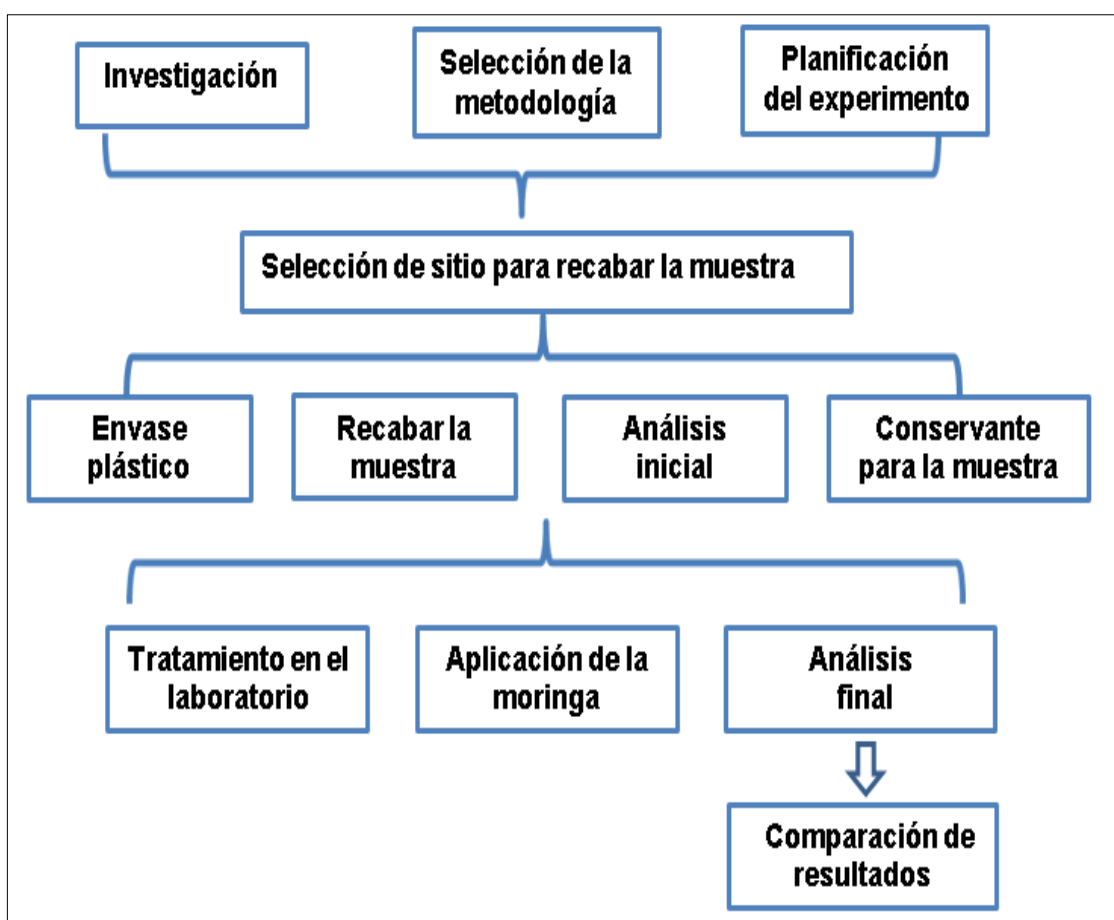 Investigación
Selección de la
metodología
Planificación
del experimento
Selección de sitio para recabar la muestra
Envase
plástico
Recabar la
muestra
Análisis
inicial
Conservante
para la muestra
Tratamiento en el
laboratorio
Aplicación de la
moringa
Análisis
final
Comparación de
resultados